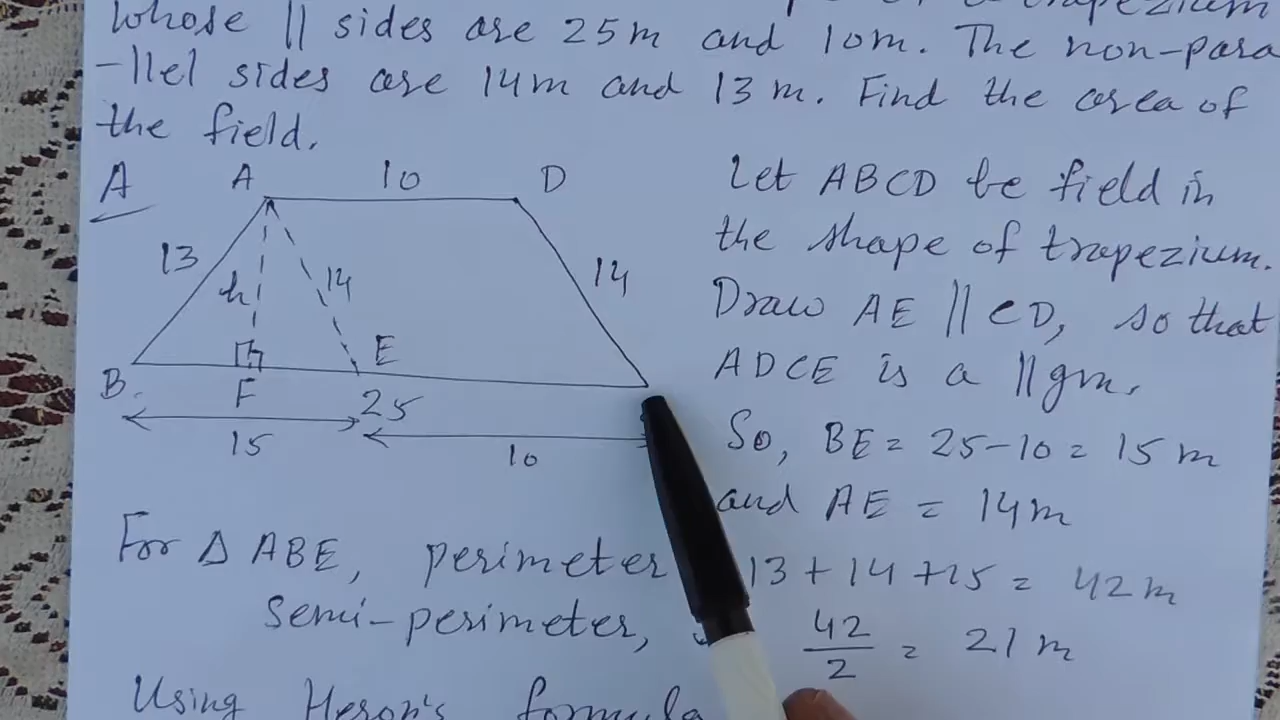 trapezium
whose || sides are 25m and 10m. The non-para
-llel sides are 14m and 13m. Find the area of
the field.
A
A 10 D
13 h 14 14
B F E
25
15 10
Let ABCD be field in
the shape of trapezium.
Draw AE || CD, so that
ADCE is a ||gm.
So, BE = 25-10 = 15 m
and AE = 14m
For Δ ABE, perimeter 13+14+15 = 42 m
Semi-perimeter, 42/2 = 21 m
Using Heron's formula